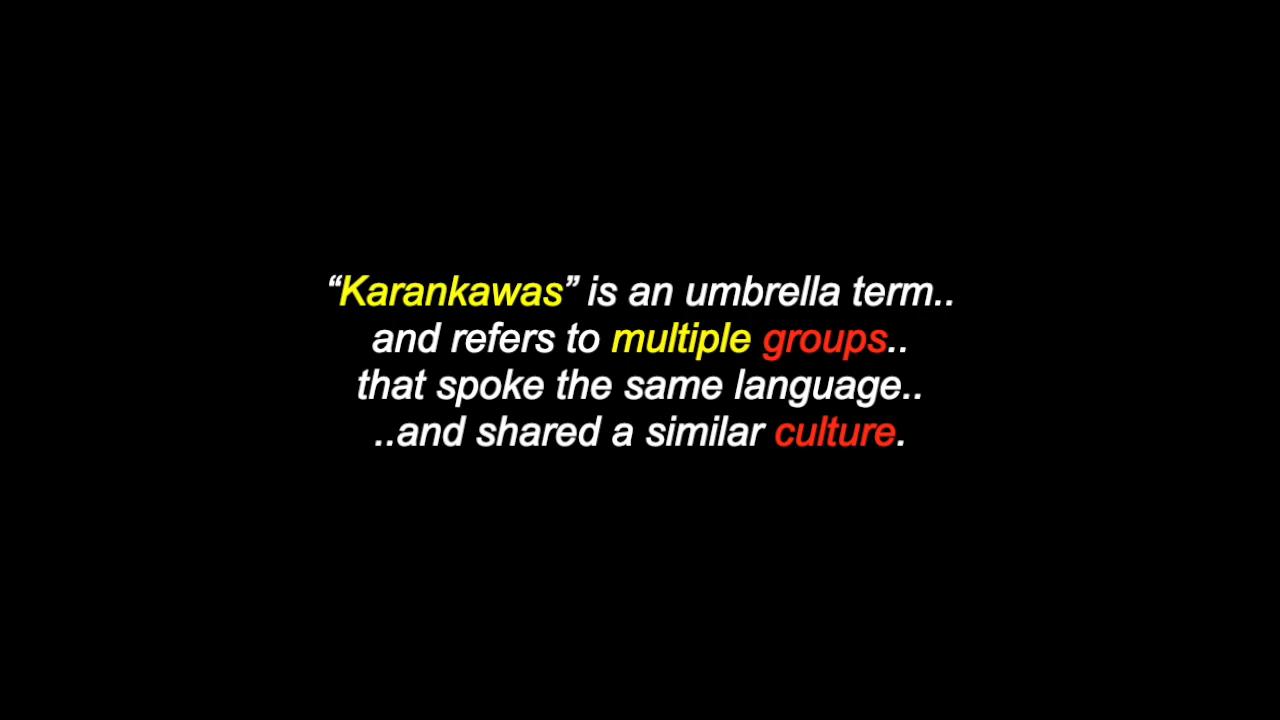 “Karankawas” is an umbrella term..
and refers to multiple groups..
that spoke the same language..
..and shared a similar culture.